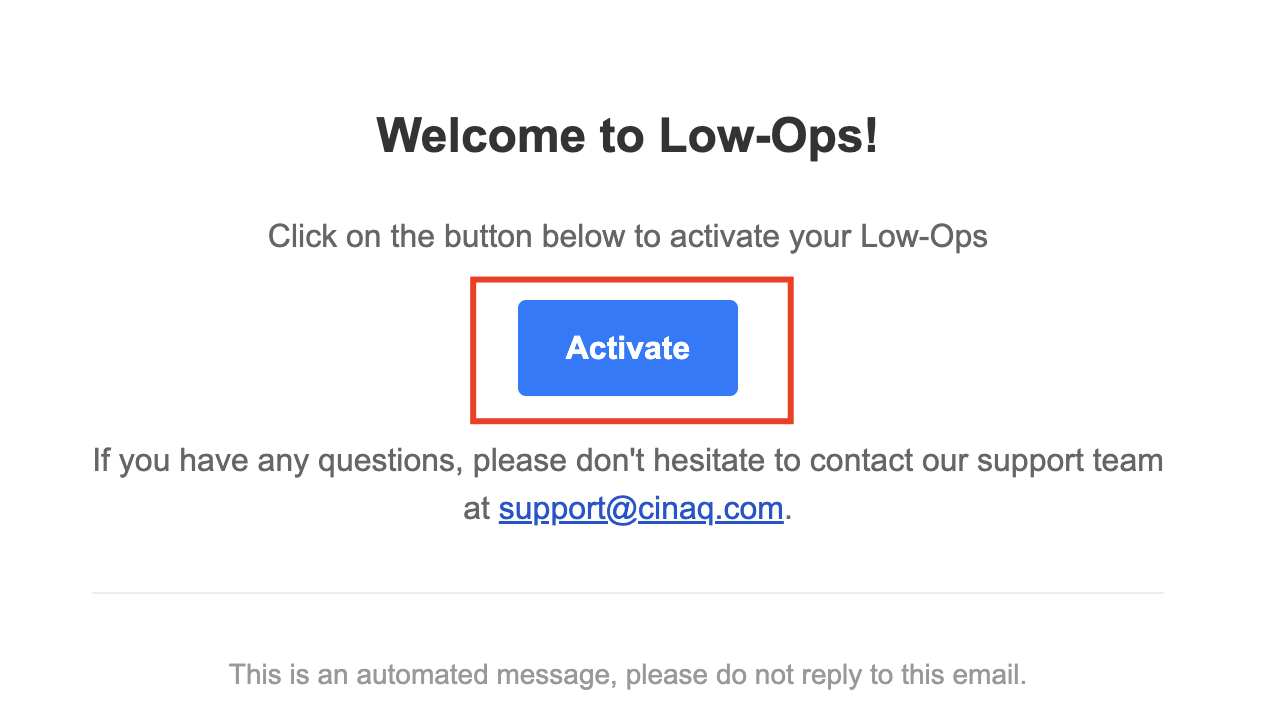 Welcome to Low-Ops!
Click on the button below to activate your Low-Ops
Activate
If you have any questions, please don't hesitate to contact our support team
at support@cinaq.com.
This is an automated message, please do not reply to this email.